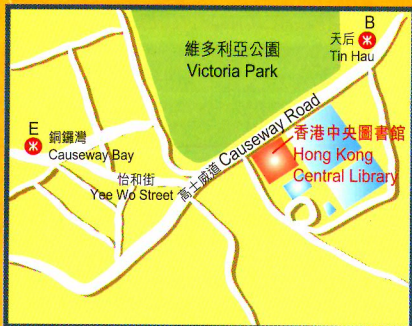 B
天后
Tin Hau
維多利亞公園
Victoria Park
E
銅鑼灣
Causeway Bay
怡和街
Yee Wo Street
高士威道 Causeway Road
香港中央圖書館
Hong Kong
Central Library